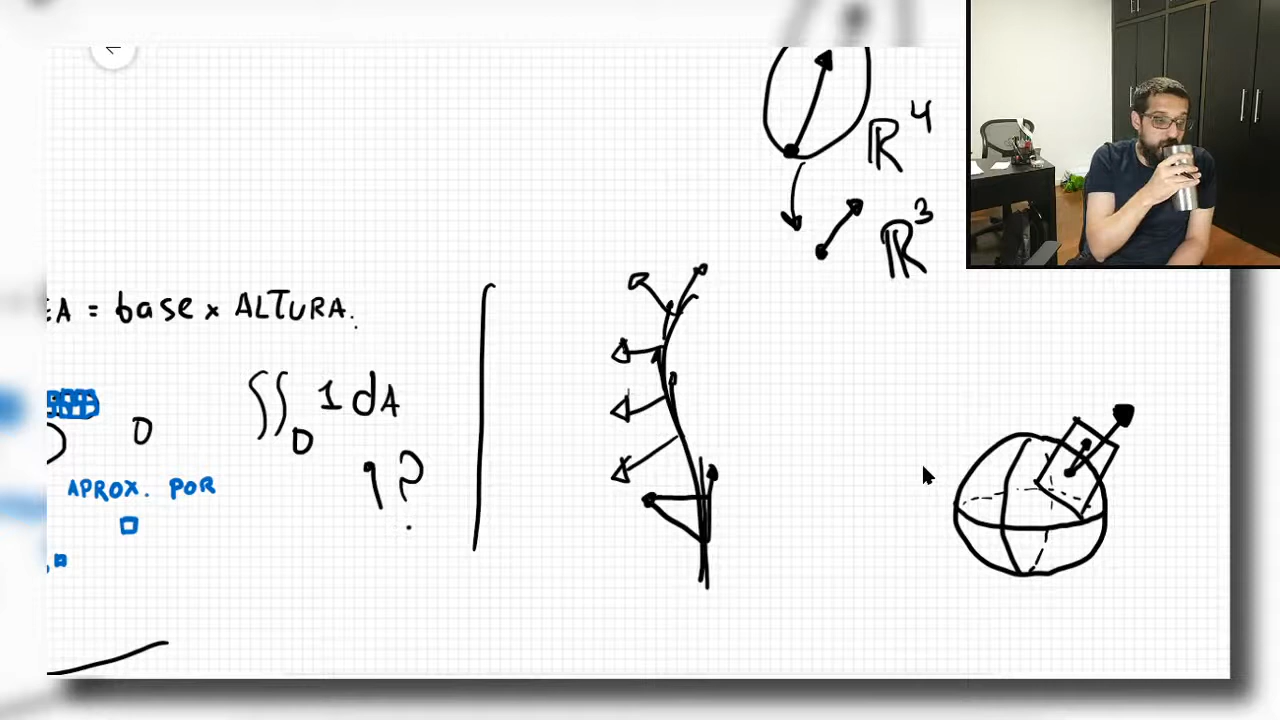 ℝ⁴
ℝ³
EA = base x ALTURA.
∫∫_D 1 dA
D
?
APROX. POR